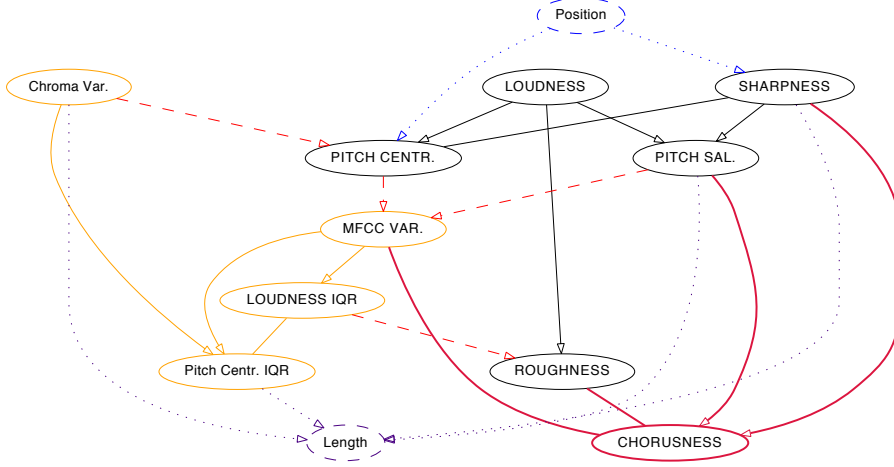 Position
Chroma Var.
LOUDNESS
SHARPNESS
PITCH CENTR.
PITCH SAL.
MFCC VAR.
LOUDNESS IQR
Pitch Centr. IQR
ROUGHNESS
Length
CHORUSNESS